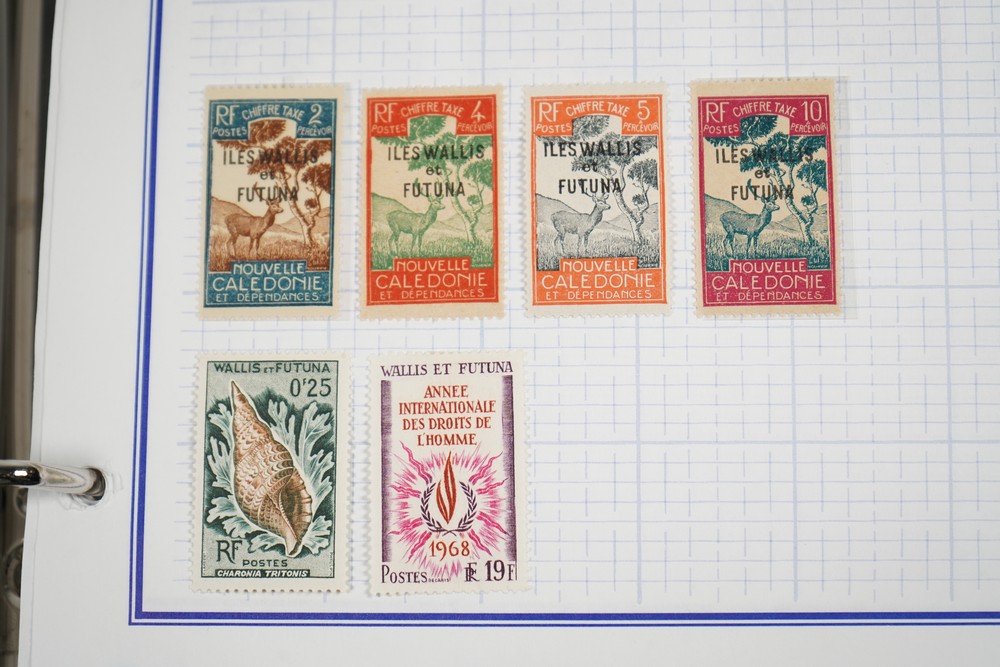 RF CHIFFRE TAXE 2
POSTES PERCEVOIR
ILES WALLIS
et
FUTUNA
NOUVELLE
CALEDONIE
ET DÉPENDANCES
RF CHIFFRE TAXE 4
POSTES PERCEVOIR
ILES WALLIS
et
FUTUNA
NOUVELLE
CALEDONIE
ET DÉPENDANCES
RF CHIFFRE TAXE 5
POSTES PERCEVOIR
ILES WALLIS
et
FUTUNA
NOUVELLE
CALEDONIE
ET DÉPENDANCES
RF CHIFFRE TAXE 10
POSTES PERCEVOIR
ILES WALLIS
et
FUTUNA
NOUVELLE
CALEDONIE
ET DÉPENDANCES
WALLIS ET FUTUNA
0F25
RF POSTES
CHARONIA TRITONIS
WALLIS ET FUTUNA
ANNEE
INTERNATIONALE
DES DROITS DE
L'HOMME
1968
POSTES RF 19F